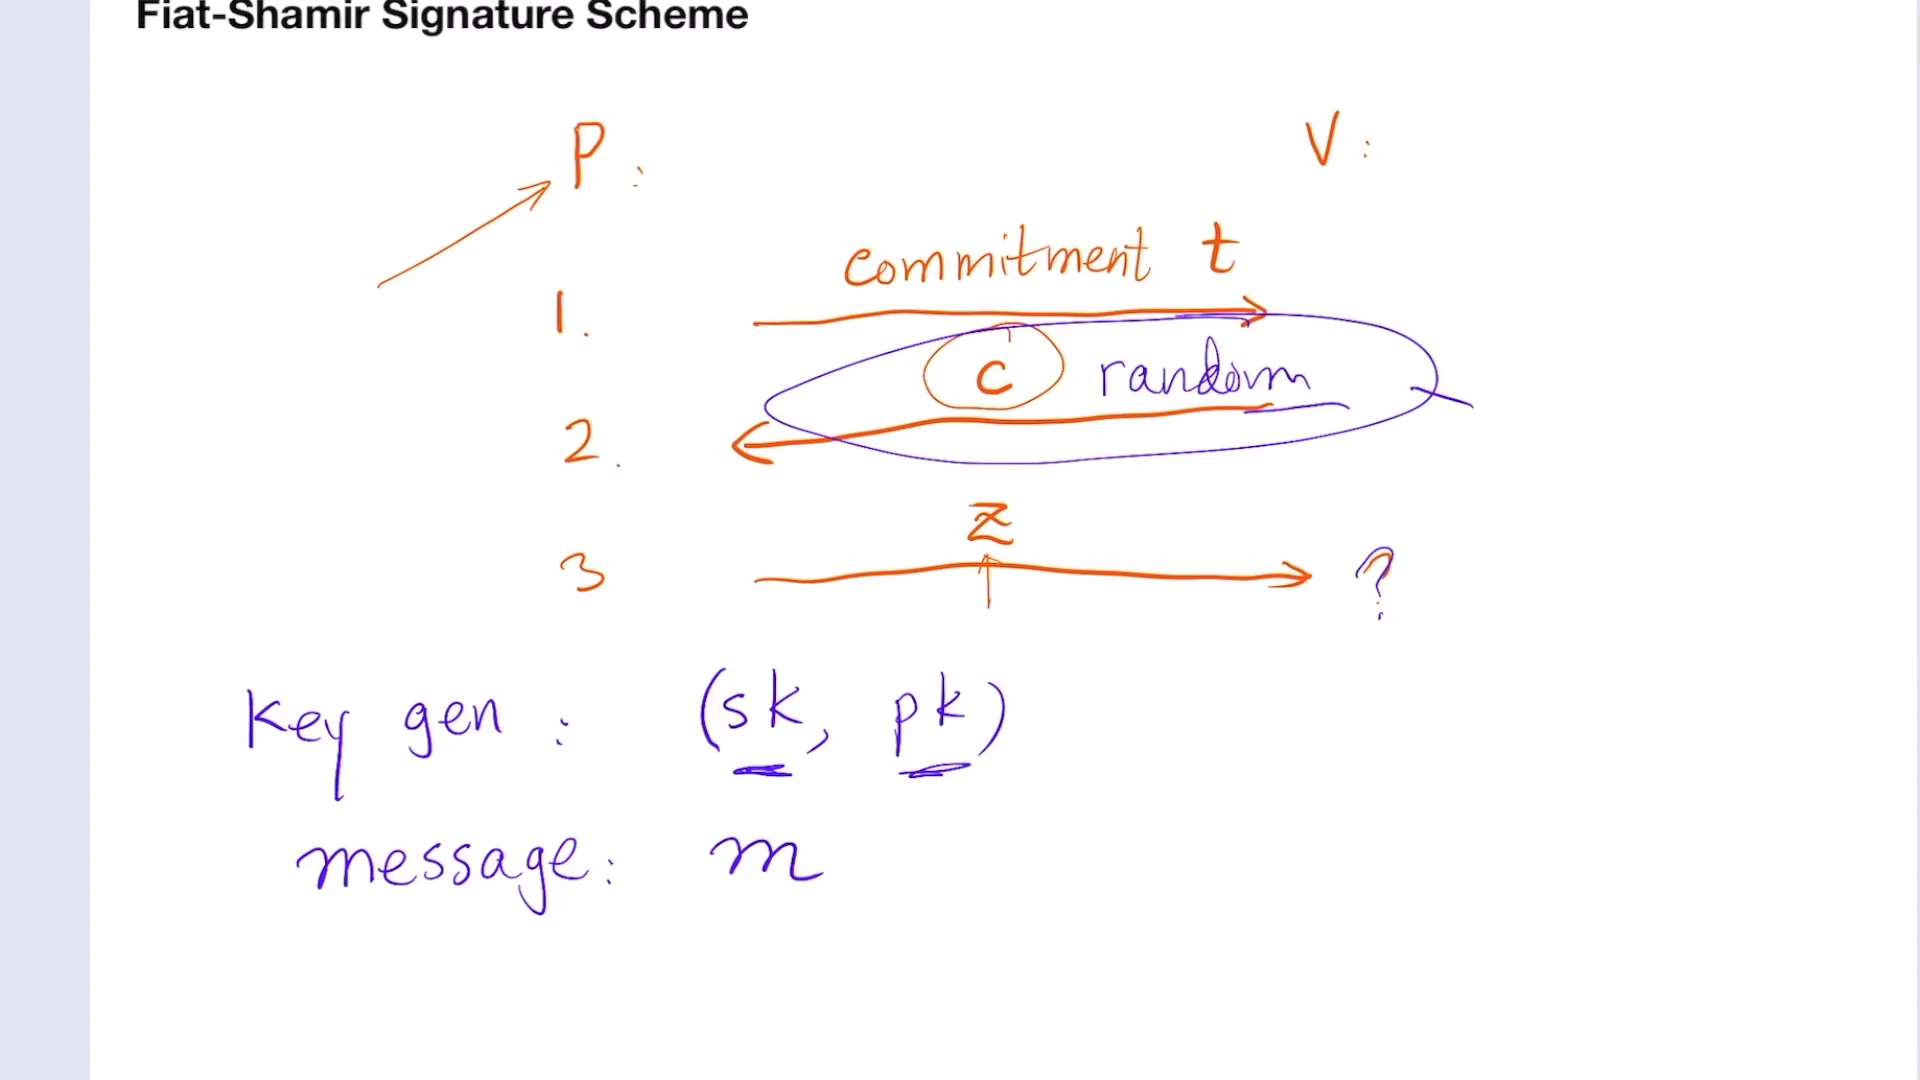 Fiat-Shamir Signature Scheme
P: V:
commitment t
1.
c random
2.
z
3 ?
Key gen: (sk, pk)
message: m